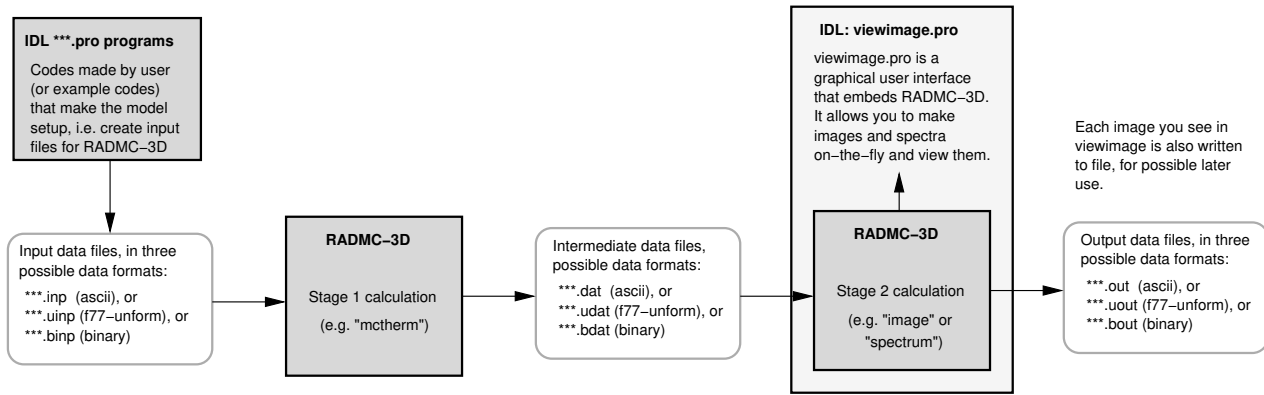 IDL ***.pro programs
Codes made by user
(or example codes)
that make the model
setup, i.e. create input
files for RADMC−3D
Input data files, in three
possible data formats:
***.inp (ascii), or
***.uinp (f77−unform), or
***.binp (binary)
RADMC−3D
Stage 1 calculation
(e.g. "mctherm")
Intermediate data files,
possible data formats:
***.dat (ascii), or
***.udat (f77−unform), or
***.bdat (binary)
IDL: viewimage.pro
viewimage.pro is a
graphical user interface
that embeds RADMC−3D.
It allows you to make
images and spectra
on−the−fly and view them.
RADMC−3D
Stage 2 calculation
(e.g. "image" or
"spectrum")
Each image you see in
viewimage is also written
to file, for possible later
use.
Output data files, in three
possible data formats:
***.out (ascii), or
***.uout (f77−unform), or
***.bout (binary)